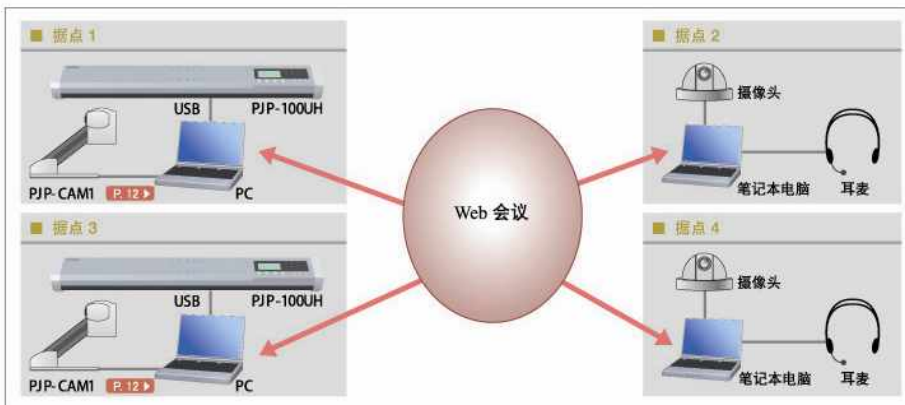 ■ 据点 1
USB PJP-100UH
PJP-CAM1 P. 12 PC
■ 据点 2
摄像头
笔记本电脑 耳麦
Web 会议
■ 据点 3
USB PJP-100UH
PJP-CAM1 P. 12 PC
■ 据点 4
摄像头
笔记本电脑 耳麦